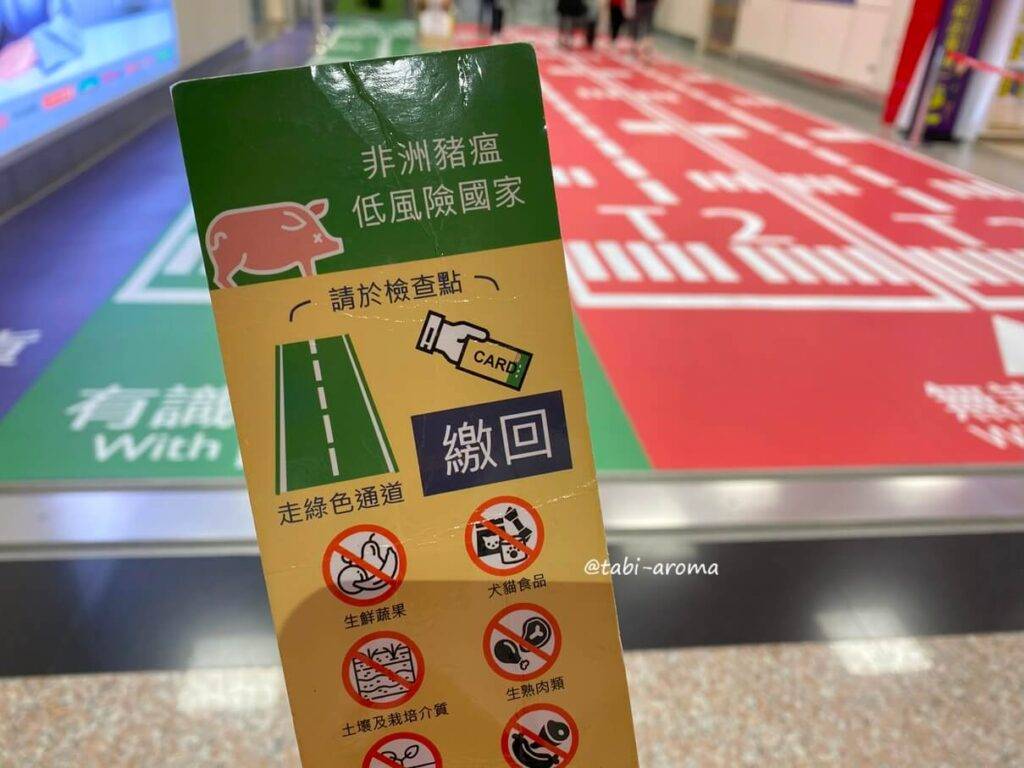 非洲豬瘟
低風險國家
請於檢查點
CARD
繳回
走綠色通道
犬貓食品
生鮮蔬果
生熟肉類
土壤及栽培介質
@tabi-aroma
T 2
有識
With